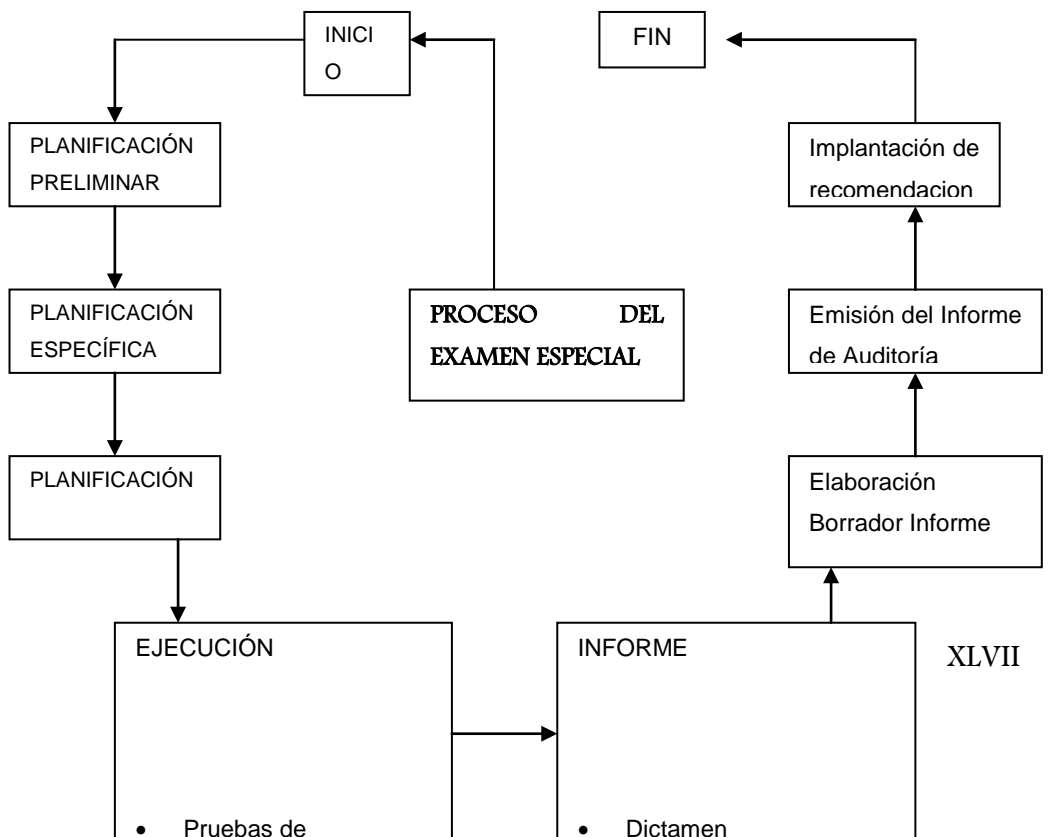 INICI
O
FIN
PLANIFICACIÓN
PRELIMINAR
Implantación de
recomendacion
PLANIFICACIÓN
ESPECÍFICA
PROCESO DEL
EXAMEN ESPECIAL
Emisión del Informe
de Auditoría
PLANIFICACIÓN
Elaboración
Borrador Informe
EJECUCIÓN
INFORME
XLVII
• Pruebas de
• Dictamen